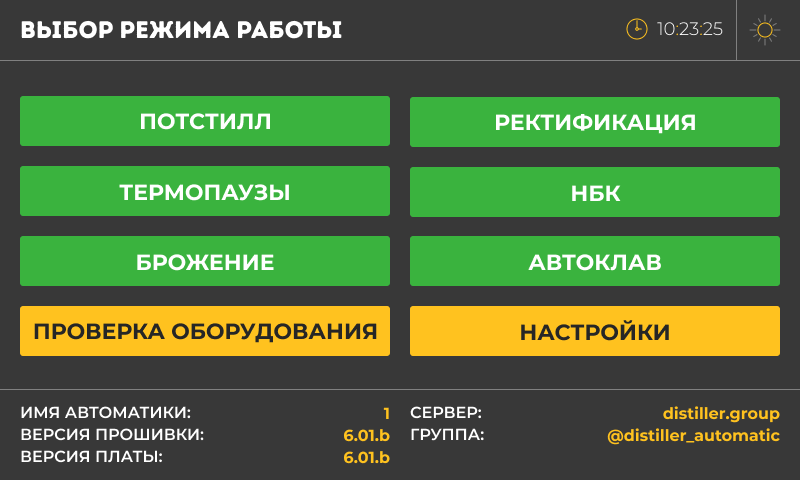 ВЫБОР РЕЖИМА РАБОТЫ
10:23:25
ПОТСТИЛЛ
РЕКТИФИКАЦИЯ
ТЕРМОПАУЗЫ
НБК
БРОЖЕНИЕ
АВТОКЛАВ
ПРОВЕРКА ОБОРУДОВАНИЯ
НАСТРОЙКИ
ИМЯ АВТОМАТИКИ: 1
ВЕРСИЯ ПРОШИВКИ: 6.01.b
ВЕРСИЯ ПЛАТЫ: 6.01.b
СЕРВЕР: distiller.group
ГРУППА: @distiller_automatic